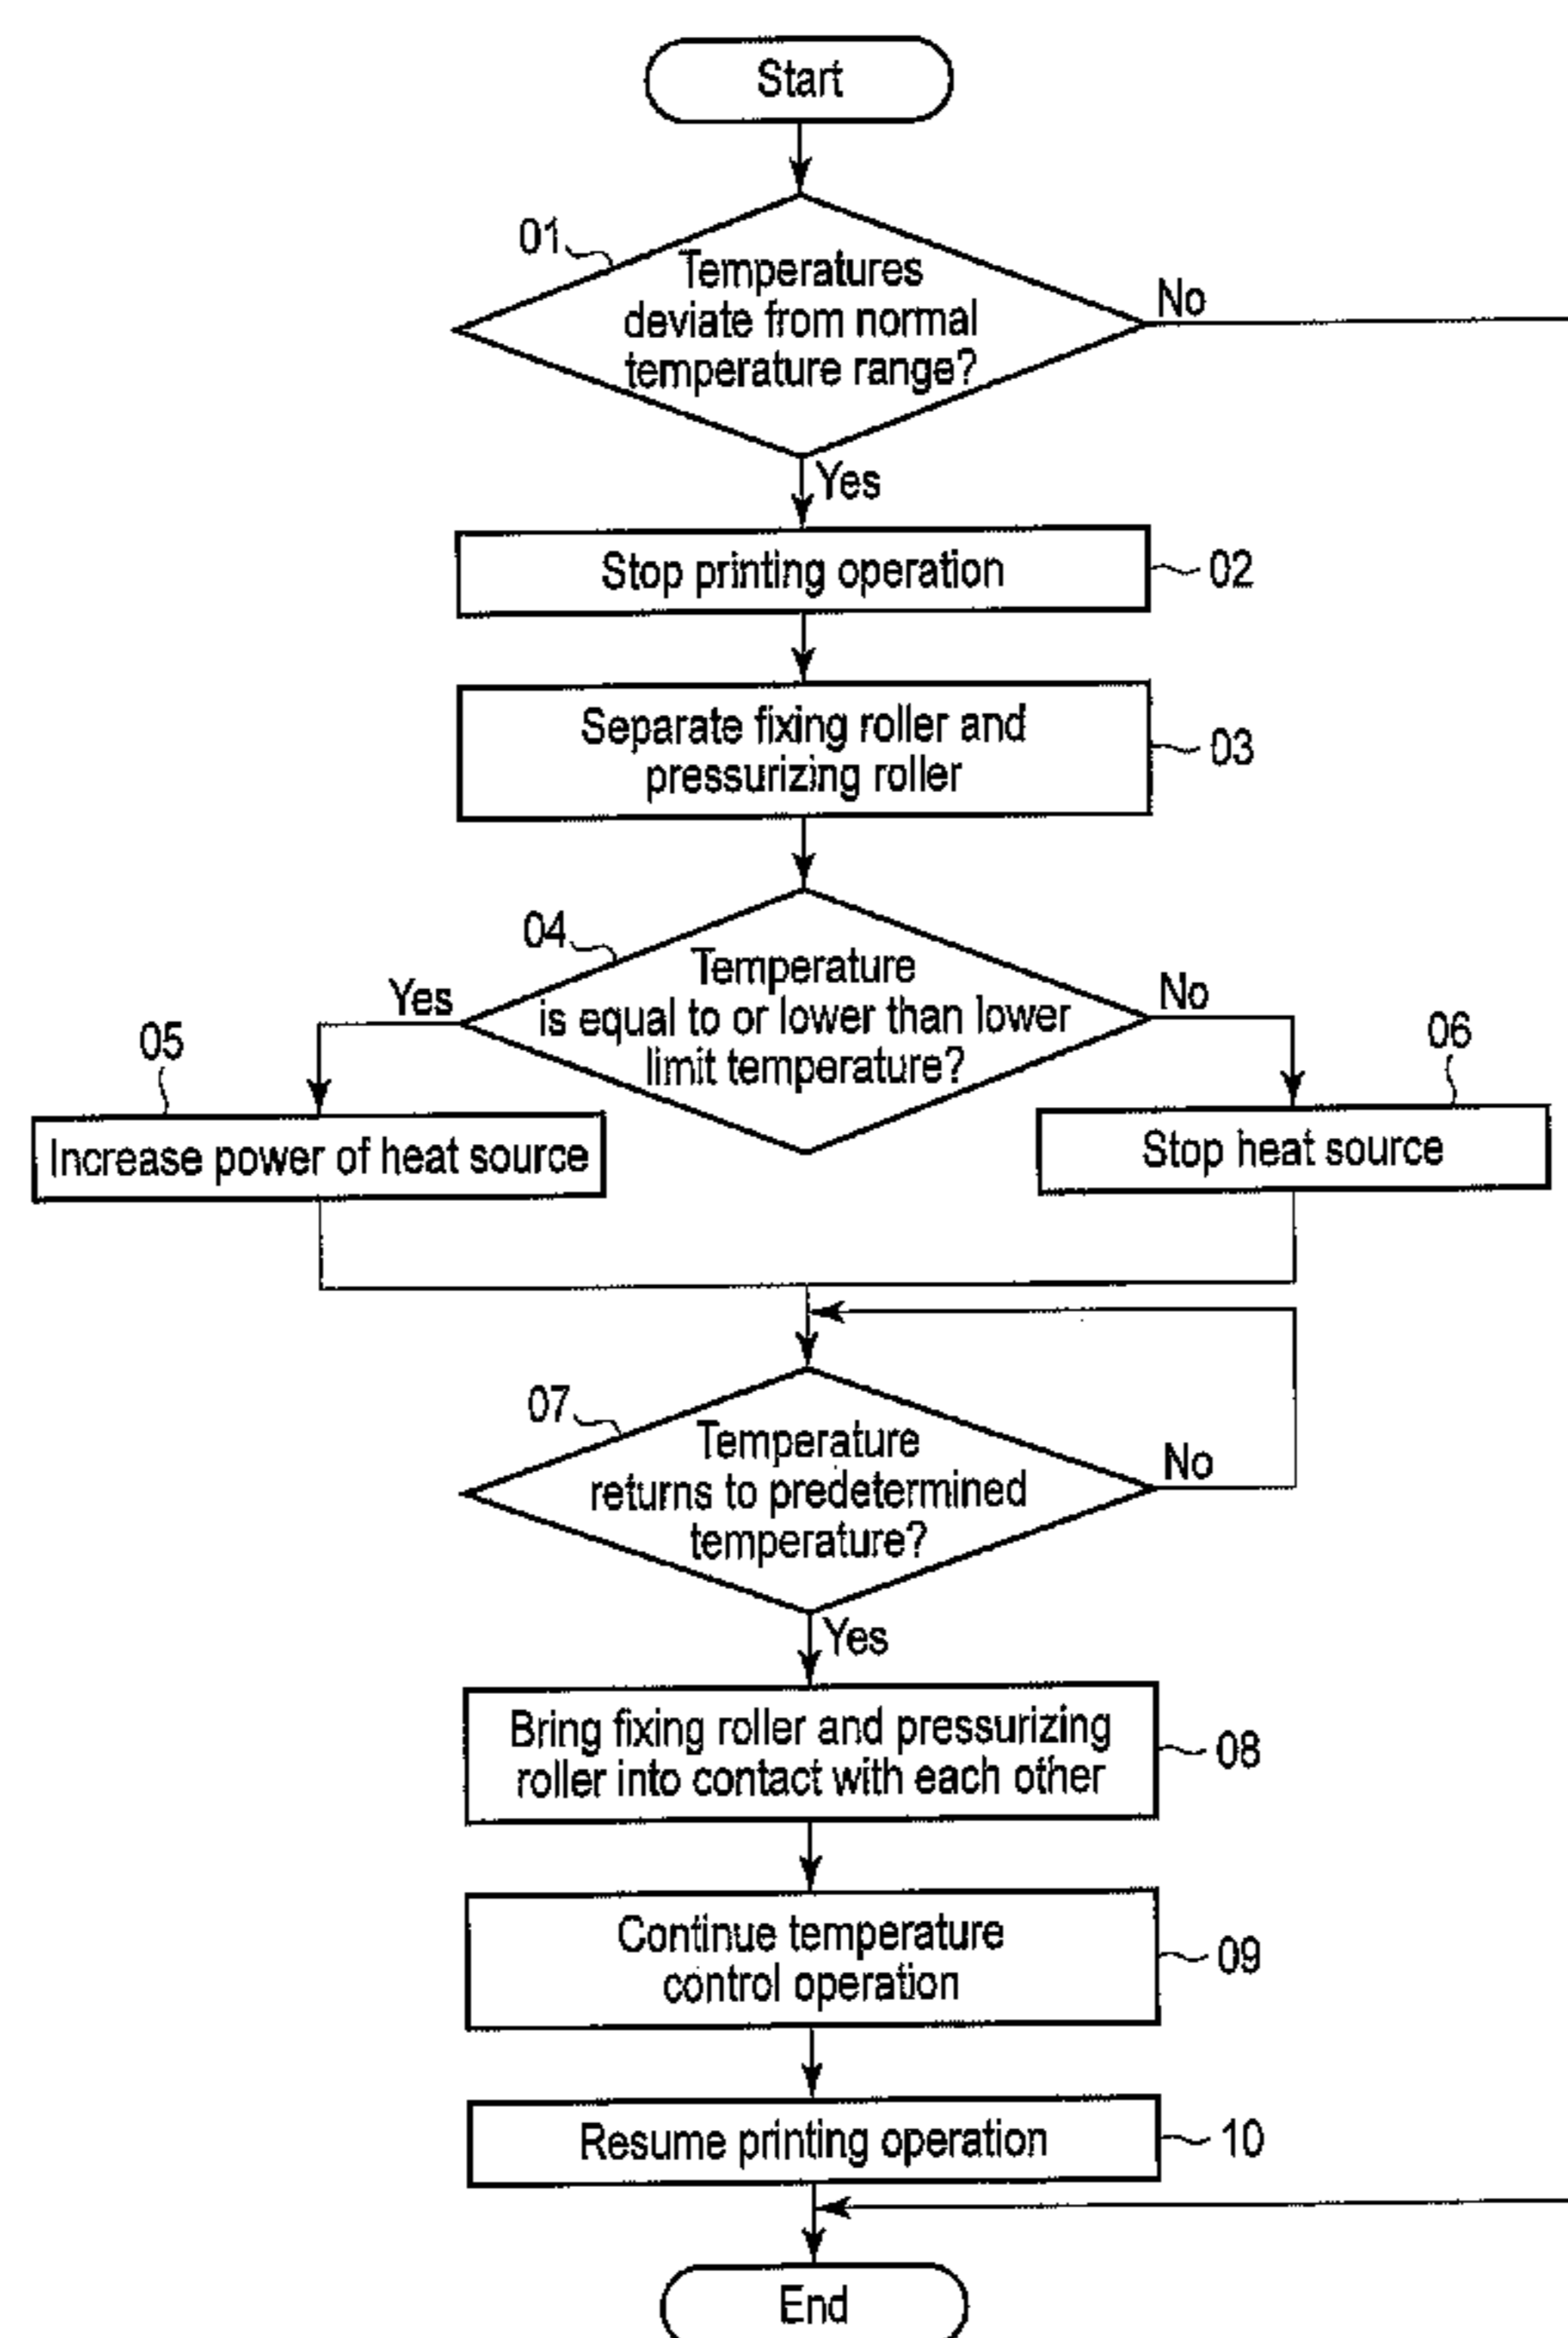 Start
01
Temperatures
deviate from normal
temperature range?
No
Yes
Stop printing operation
02
Separate fixing roller and
pressurizing roller
03
04
Temperature
is equal to or lower than lower
limit temperature?
Yes
No
05
Increase power of heat source
06
Stop heat source
07
Temperature
returns to predetermined
temperature?
No
Yes
Bring fixing roller and pressurizing
roller into contact with each other
08
Continue temperature
control operation
09
Resume printing operation
10
End